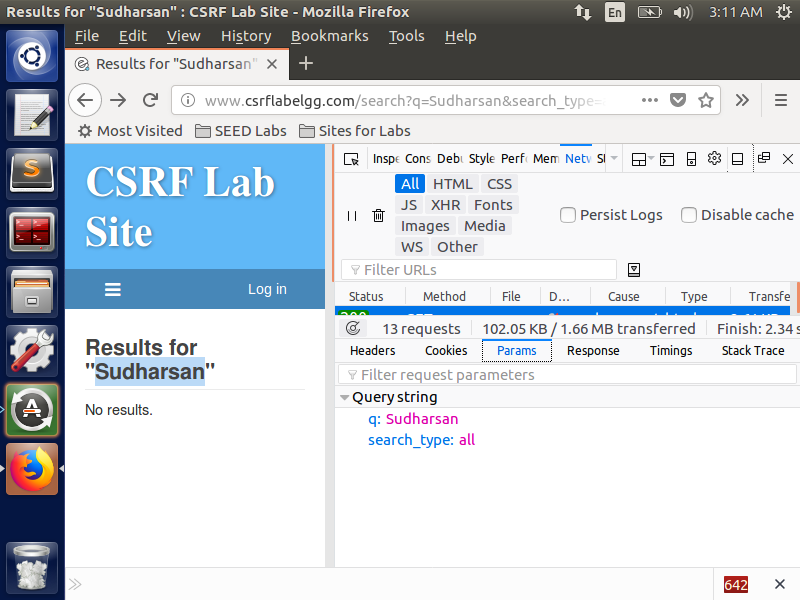 Results for "Sudharsan" : CSRF Lab Site - Mozilla Firefox
En
3:11 AM
File Edit View History Bookmarks Tools Help
Results for "Sudharsan"
www.csrflabelgg.com/search?q=Sudharsan&search_type=
Most Visited SEED Labs Sites for Labs
CSRF Lab
Site
Log in
Results for
"Sudharsan"
No results.
Inspe Cons Debu Style Perf Mem Netw St
All HTML CSS
JS XHR Fonts
Images Media
WS Other
Persist Logs Disable cache
Filter URLs
Status Method File D... Cause Type Transfe
13 requests 102.05 KB / 1.66 MB transferred Finish: 2.34 s
Headers Cookies Params Response Timings Stack Trace
Filter request parameters
Query string
q: Sudharsan
search_type: all
642